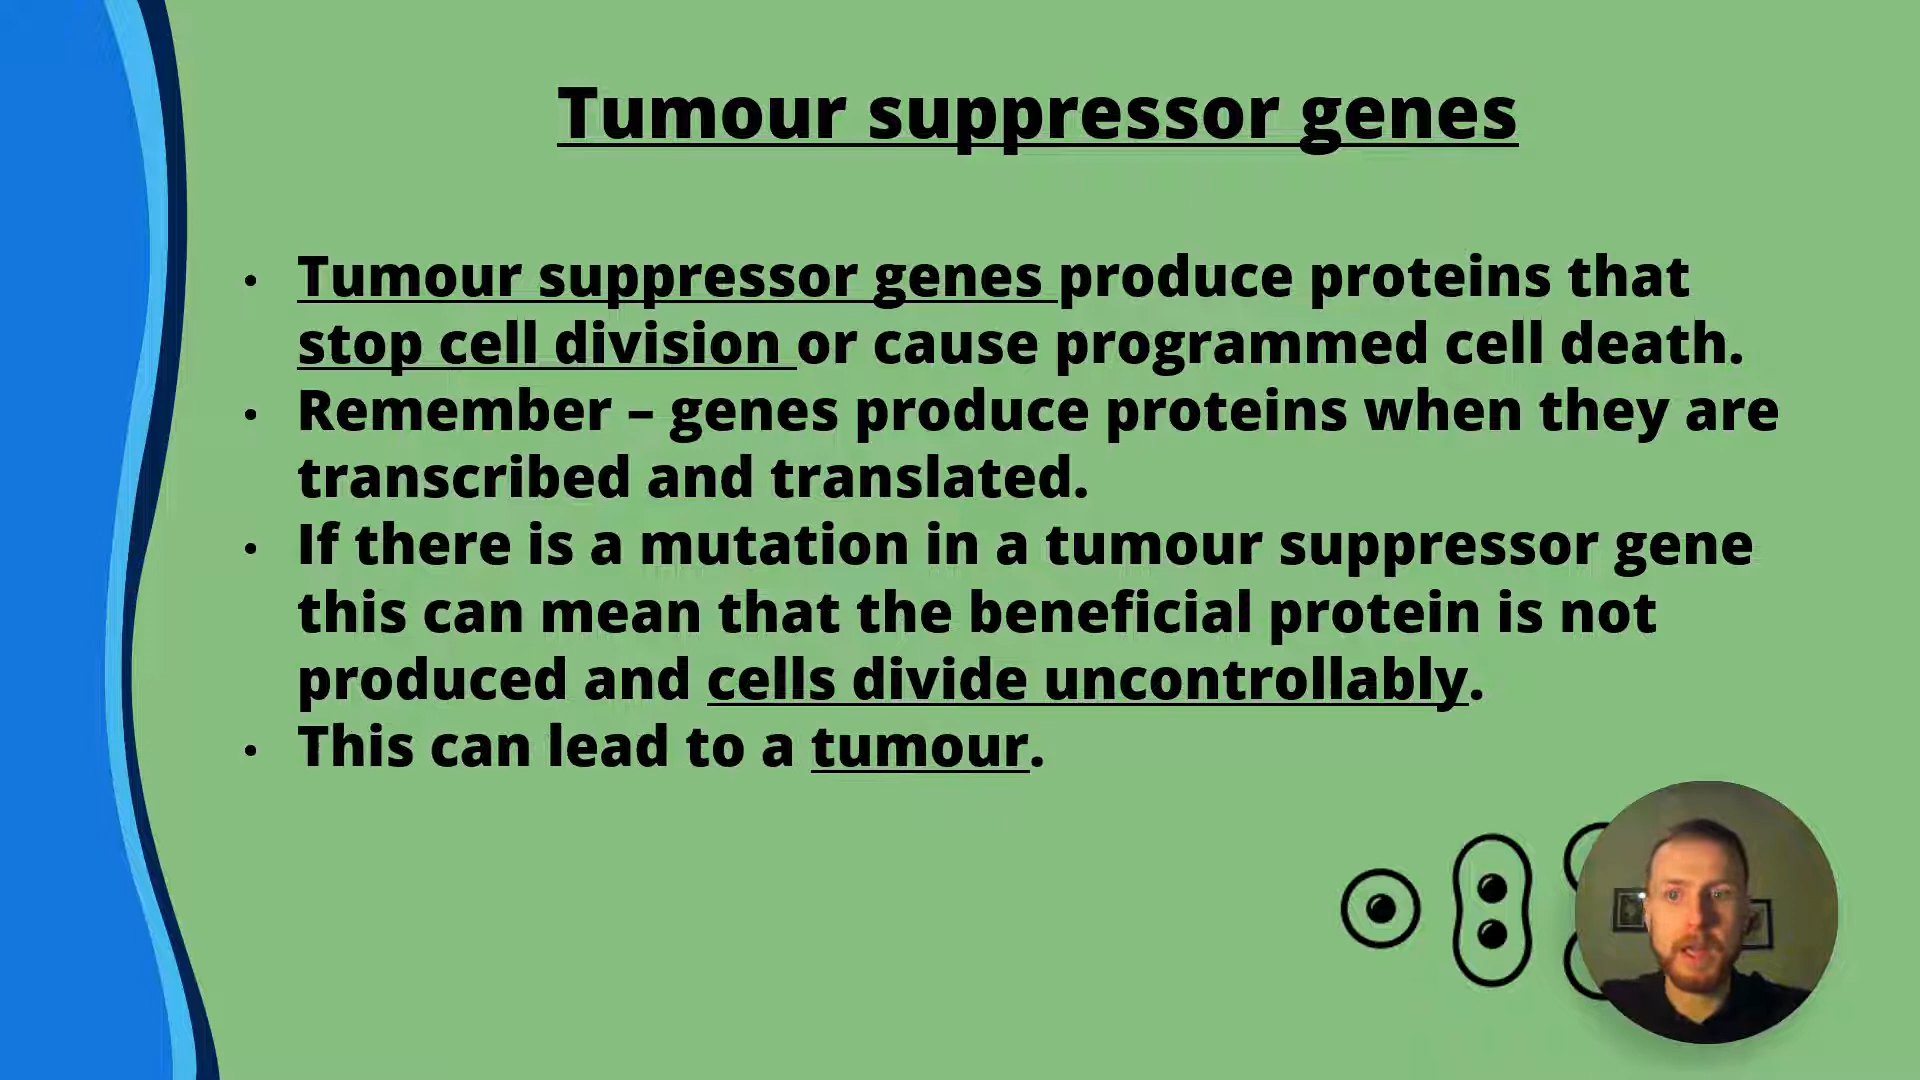 Tumour suppressor genes
• Tumour suppressor genes produce proteins that
stop cell division or cause programmed cell death.
• Remember – genes produce proteins when they are
transcribed and translated.
• If there is a mutation in a tumour suppressor gene
this can mean that the beneficial protein is not
produced and cells divide uncontrollably.
• This can lead to a tumour.